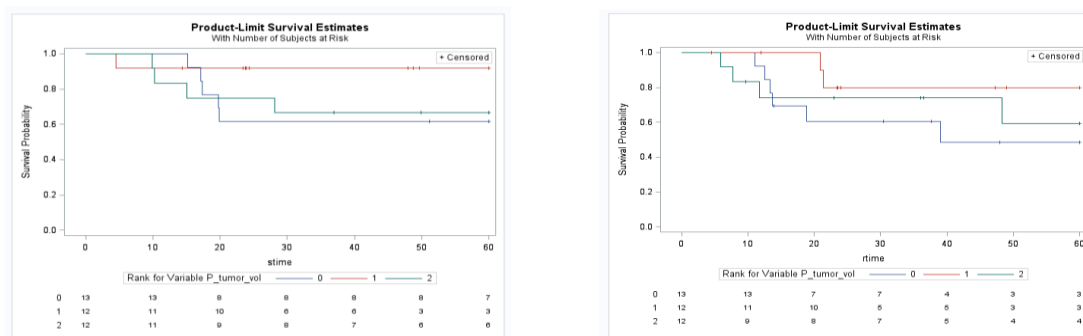 Product-Limit Survival Estimates
With Number of Subjects at Risk
+ Censored
1.0
0.8
0.6
0.4
0.2
0.0
Survival Probability
0 10 20 30 40 50 60
stime
Rank for Variable P_tumor_vol 0 1 2
0 13 13 8 8 8 8 7
1 12 11 10 6 6 3 3
2 12 11 9 8 7 6 6
Product-Limit Survival Estimates
With Number of Subjects at Risk
+ Censored
1.0
0.8
0.6
0.4
0.2
0.0
Survival Probability
0 10 20 30 40 50 60
rtime
Rank for Variable P_tumor_vol 0 1 2
0 13 13 7 7 4 3 3
1 12 11 10 5 5 3 3
2 12 9 8 7 5 4 4